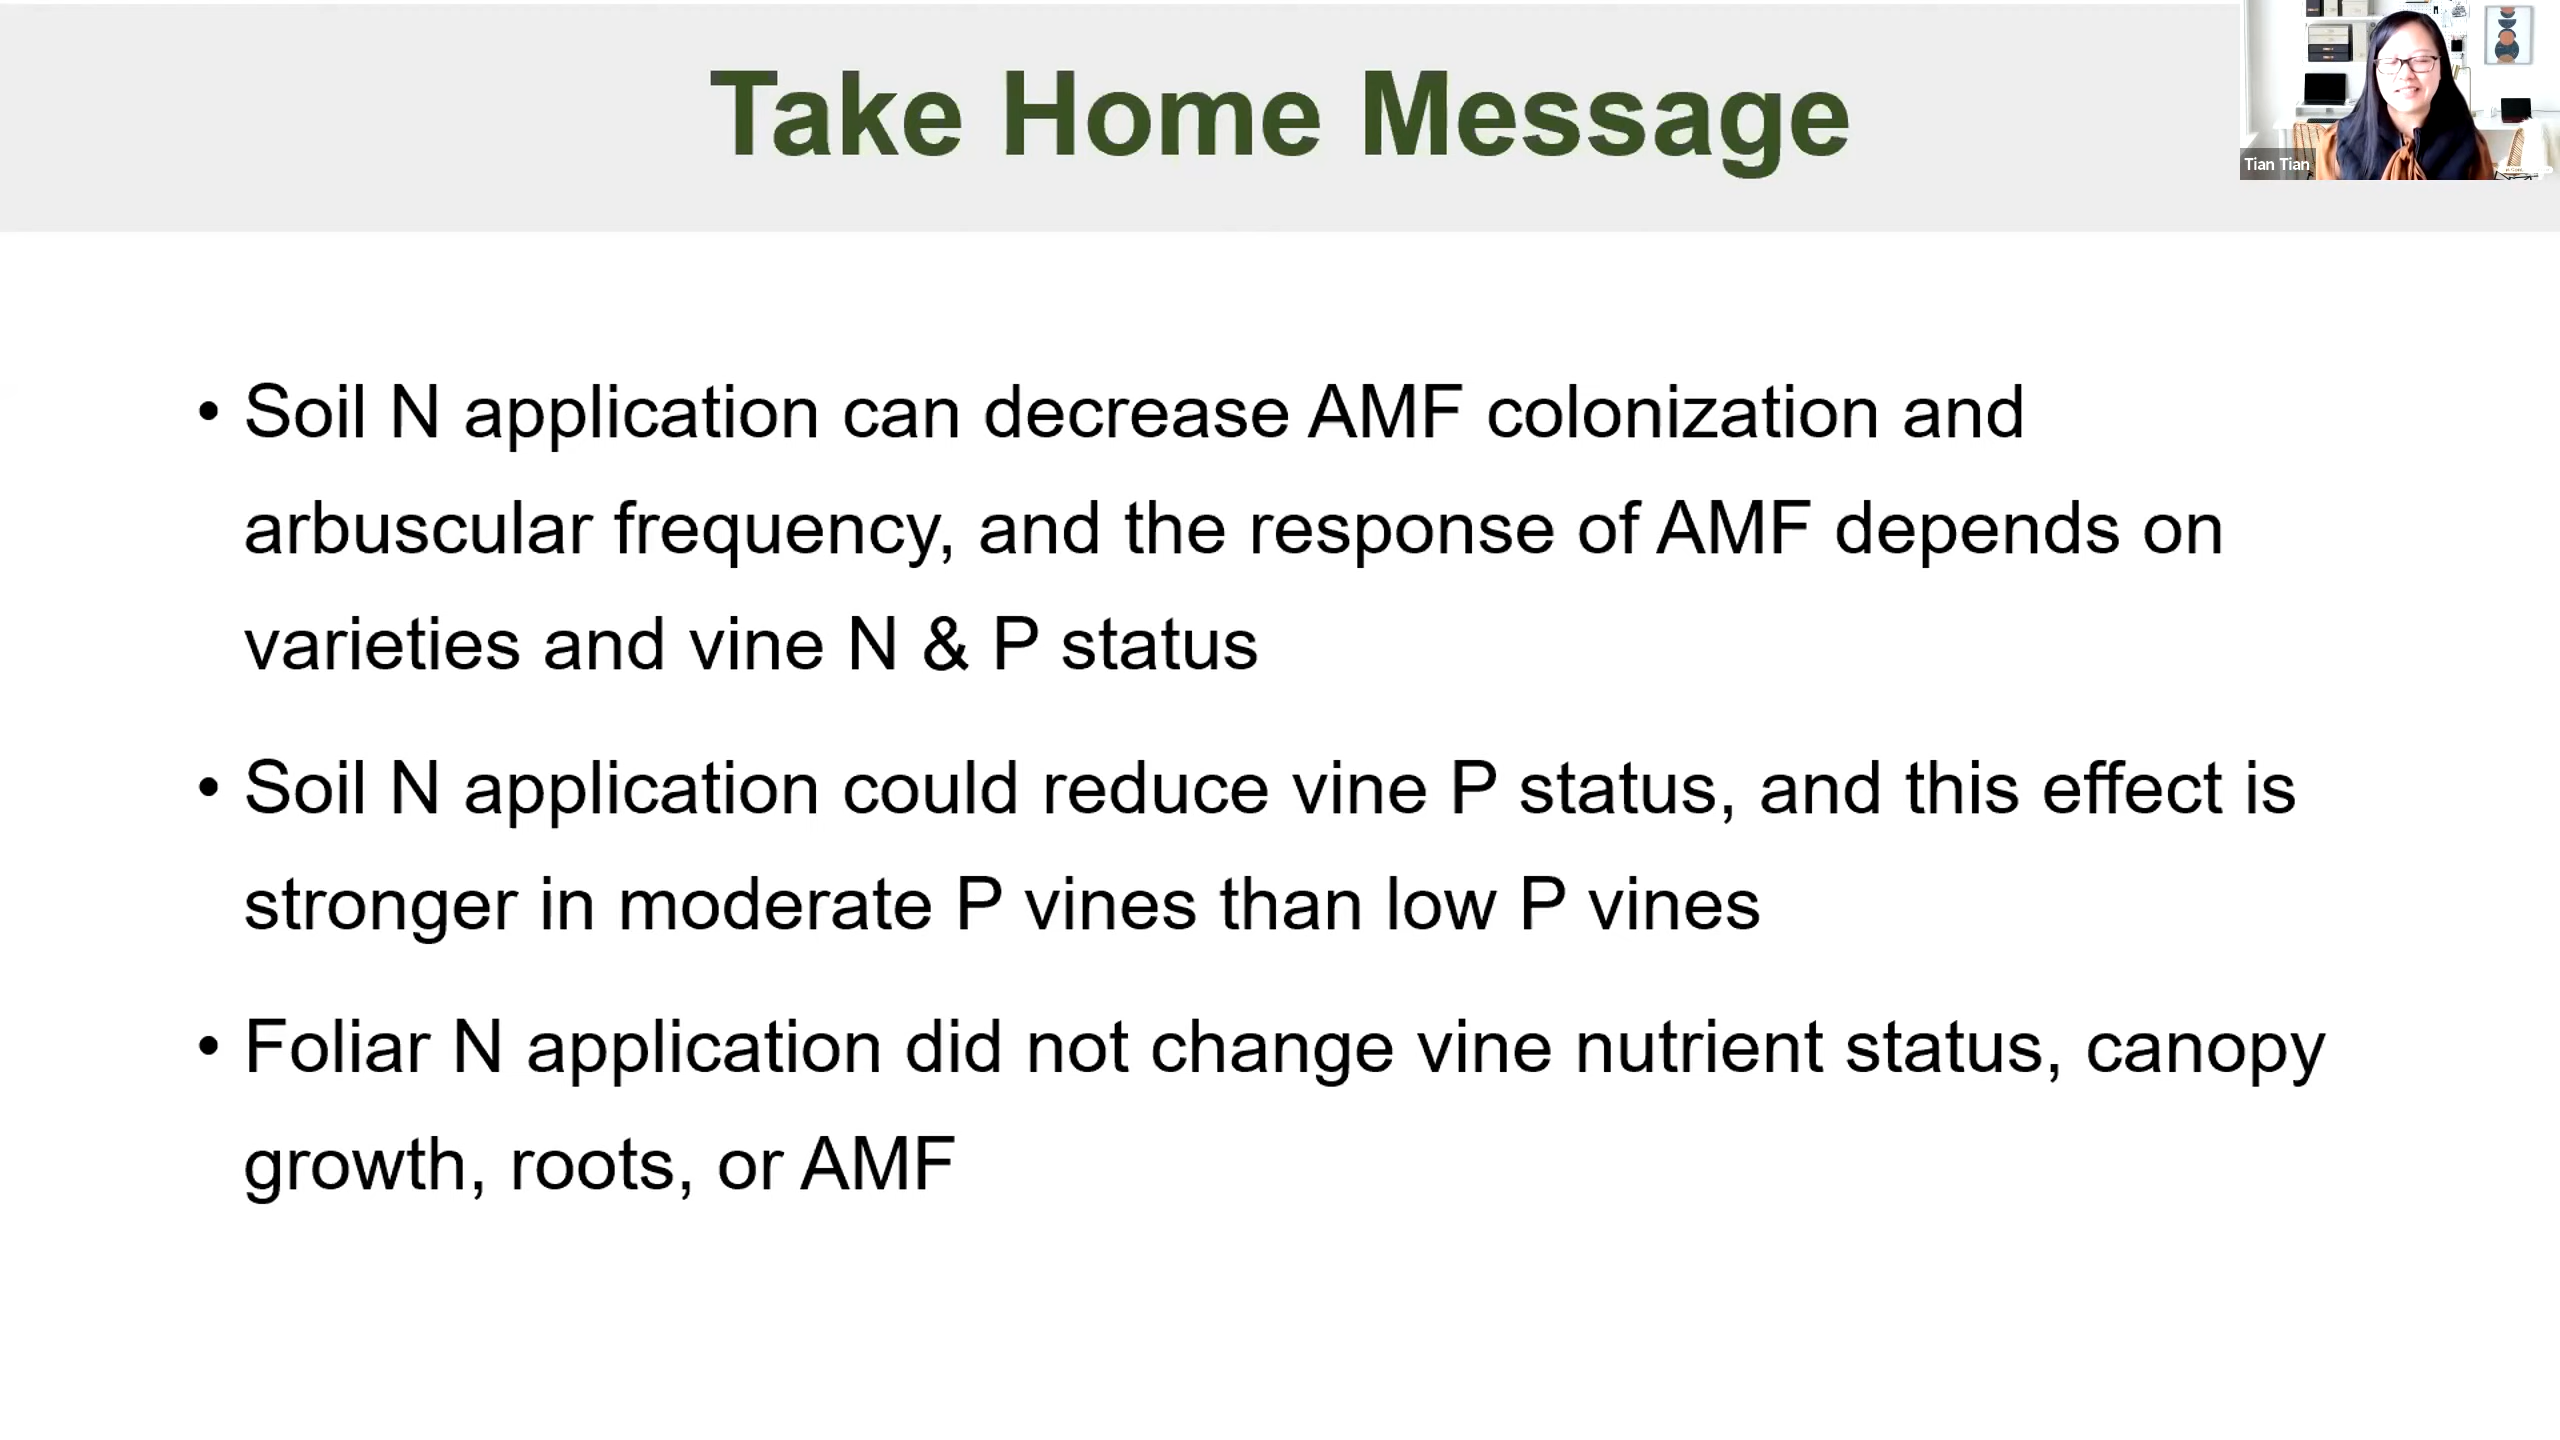 Take Home Message
Tian Tian
• Soil N application can decrease AMF colonization and
arbuscular frequency, and the response of AMF depends on
varieties and vine N & P status
• Soil N application could reduce vine P status, and this effect is
stronger in moderate P vines than low P vines
• Foliar N application did not change vine nutrient status, canopy
growth, roots, or AMF